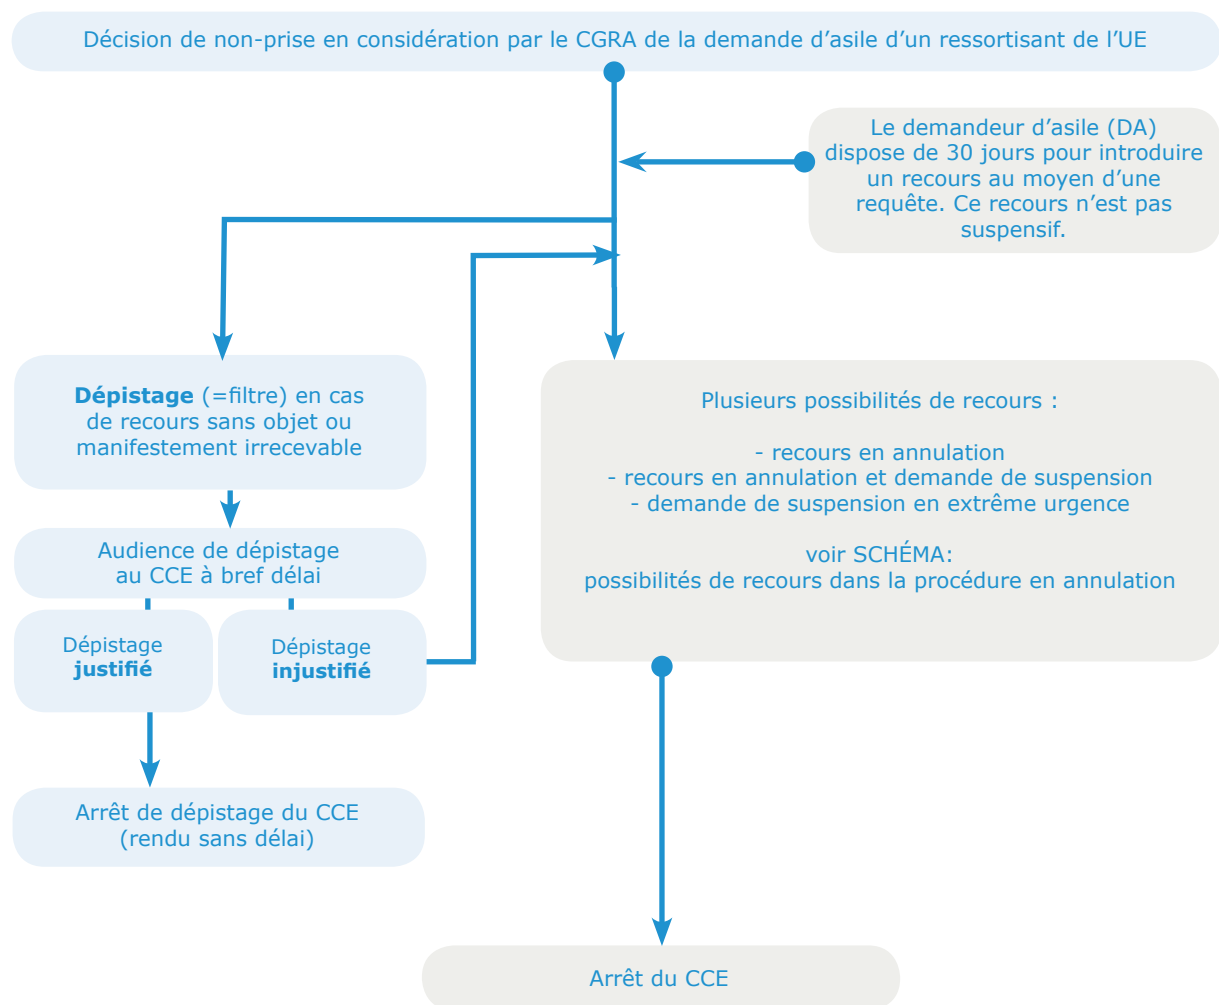 Décision de non-prise en considération par le CGRA de la demande d’asile d’un ressortisant de l’UE
Le demandeur d’asile (DA)
dispose de 30 jours pour introduire
un recours au moyen d’une
requête. Ce recours n’est pas
suspensif.
Dépistage (=filtre) en cas
de recours sans objet ou
manifestement irrecevable
Plusieurs possibilités de recours :
- recours en annulation
- recours en annulation et demande de suspension
- demande de suspension en extrême urgence
voir SCHÉMA:
possibilités de recours dans la procédure en annulation
Audience de dépistage
au CCE à bref délai
Dépistage
justifié
Dépistage
injustifié
Arrêt de dépistage du CCE
(rendu sans délai)
Arrêt du CCE